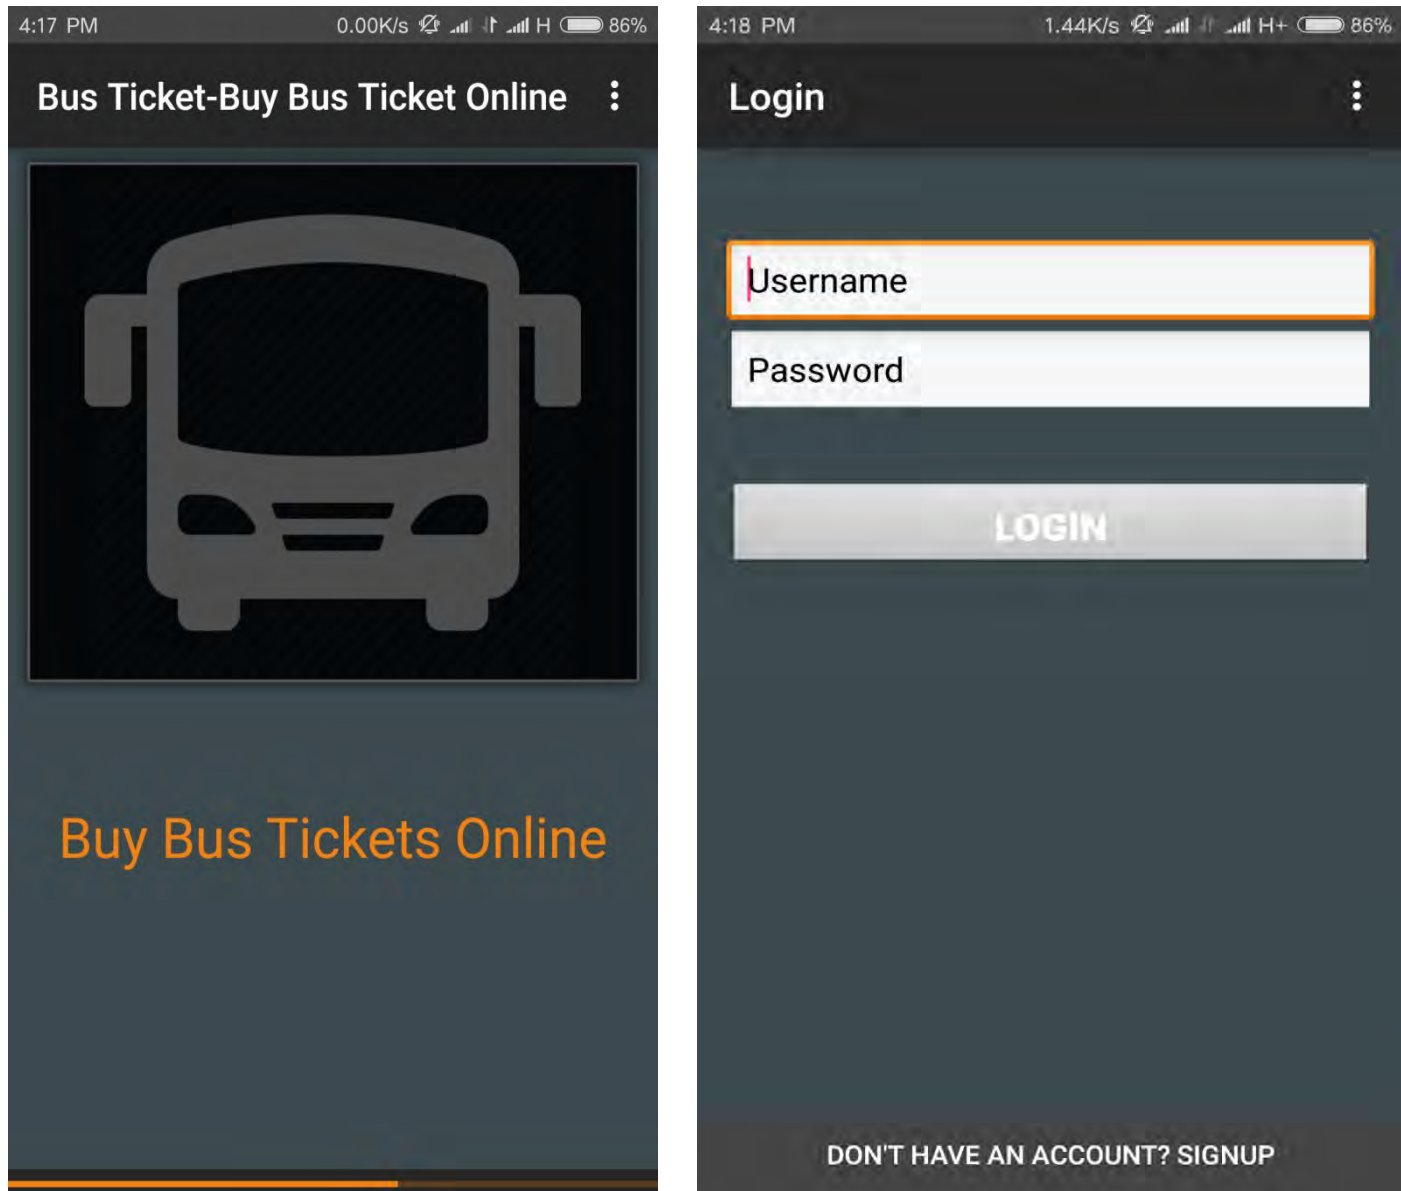 4:17 PM 0.00K/s H 86%
Bus Ticket-Buy Bus Ticket Online
Buy Bus Tickets Online
4:18 PM 1.44K/s H+ 86%
Login
Username
Password
LOGIN
DON'T HAVE AN ACCOUNT? SIGNUP